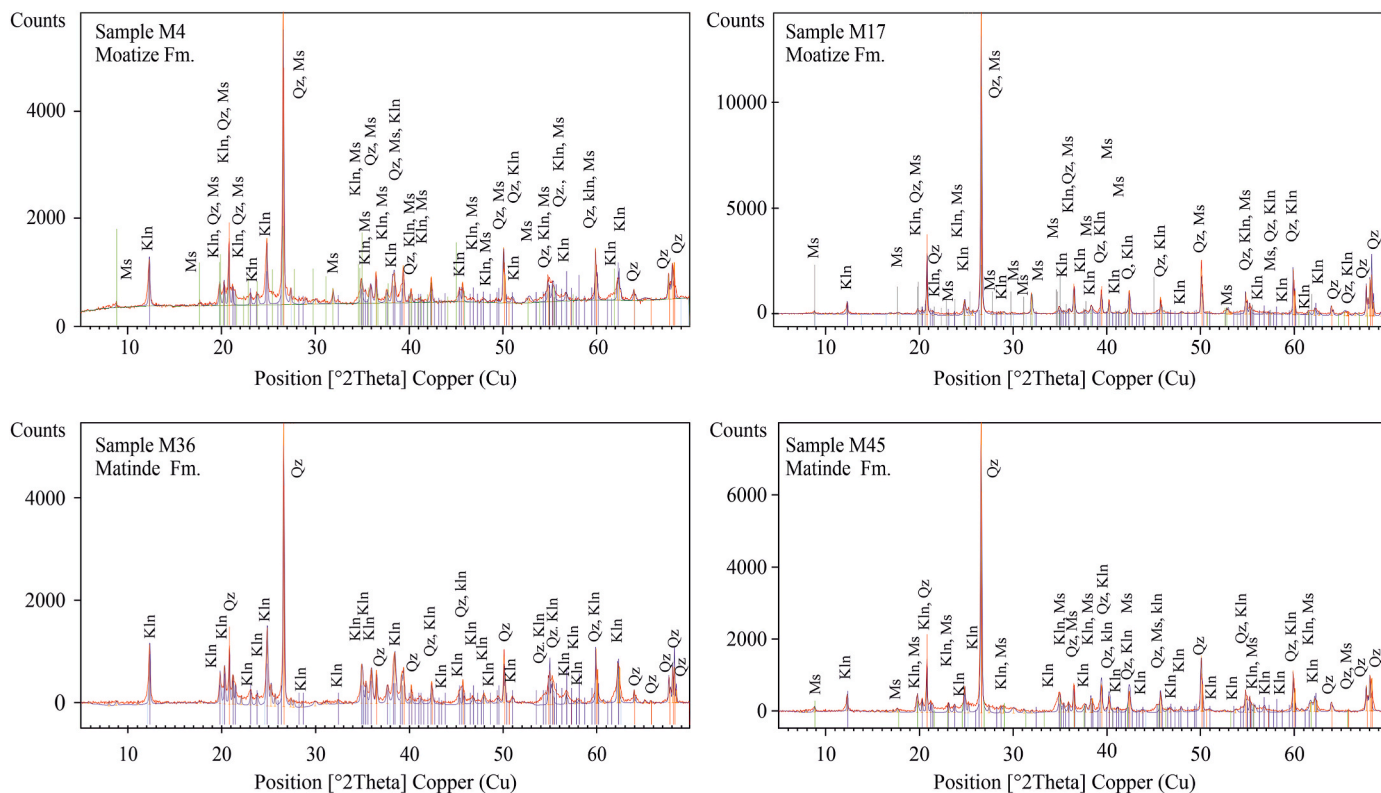 Counts
Sample M4
Moatize Fm.
4000
2000
0
Ms
Kln
Ms
Kln, Qz, Ms
Kln, Qz, Ms
Kln, Qz, Ms
Kln
Kln
Qz, Ms
Ms
Kln, Ms
Kln, Ms
Qz, Ms
Kln, Ms
Kln
Qz, Ms, Kln
Qz, Kln, Ms
Kln, Ms
Kln
Kln, Ms
Kln, Ms
Qz, Ms
Qz, Kln
Kln
Ms
Qz, Kln, Ms
Qz., Kln, Ms
Kln
Qz, kln, Ms
Kln
Kln
Qz
Qz
Qz
10 20 30 40 50 60
Position [°2Theta] Copper (Cu)
Counts
Sample M17
Moatize Fm.
10000
5000
0
Ms
Kln
Ms
Kln, Qz, Ms
Kln, Qz
Ms
Kln, Ms
Kln
Qz, Ms
Ms
Kln
Ms
Ms
Ms
Ms
Kln
Kln,Qz, Ms
Kln
Ms
Kln
Qz, Kln
Ms
Kln
Ms
Q, Kln
Qz, Kln
Kln
Qz, Ms
Ms
Qz, Kln, Ms
Kln
Ms, Qz, Kln
Kln
Qz, Kln
Kln
Kln
Qz
Qz, Kln
Qz
Qz
10 20 30 40 50 60
Position [°2Theta] Copper (Cu)
Counts
Sample M36
Matinde Fm.
4000
2000
0
Kln
Kln
Kln
Qz
Kln
Kln
Kln
Qz
Kln
Kln
Kln
Kln
Qz
Kln
Qz
Qz, Kln
Kln
Kln
Qz, kln
Kln
Kln
Qz
Kln
Qz, Kln
Qz. Kln
Kln
Kln
Kln
Qz, Kln
Kln
Qz
Qz
Qz
Qz
10 20 30 40 50 60
Position [°2Theta] Copper (Cu)
Counts
Sample M45
Matinde Fm.
6000
4000
2000
0
Ms
Kln
Ms
Kln, Ms
Kln, Qz
Kln, Ms
Kln
Kln
Qz
Kln, Ms
Kln
Kln, Ms
Qz, Ms
Kln, Ms
Qz, Kln
Qz, kln
Kln
Qz, Kln, Ms
Kln
Qz, Ms, kln
Kln
Kln
Qz
Kln
Kln
Qz, Kln
Kln, Ms
Kln
Kln
Qz, Kln
Kln, Ms
Kln
Qz
Qz, Ms
Qz
Qz
10 20 30 40 50 60
Position [°2Theta] Copper (Cu)